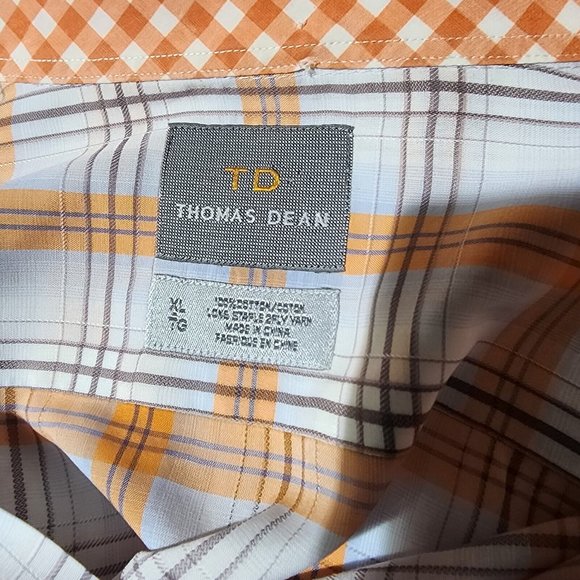 TD
THOMAS DEAN
XL
TG
100% COTTON/COTON
LONG STAPLE 2PLY YARN
MADE IN CHINA
FABRIQUE EN CHINE